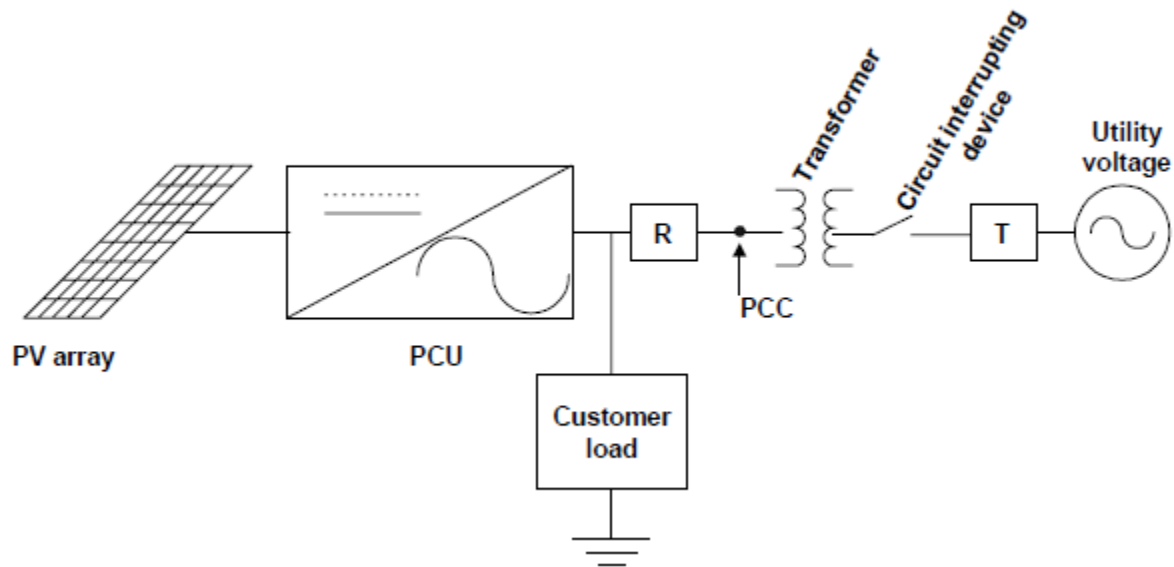 Transformer
Circuit interrupting
device
Utility
voltage
R
T
PCC
PV array
PCU
Customer
load